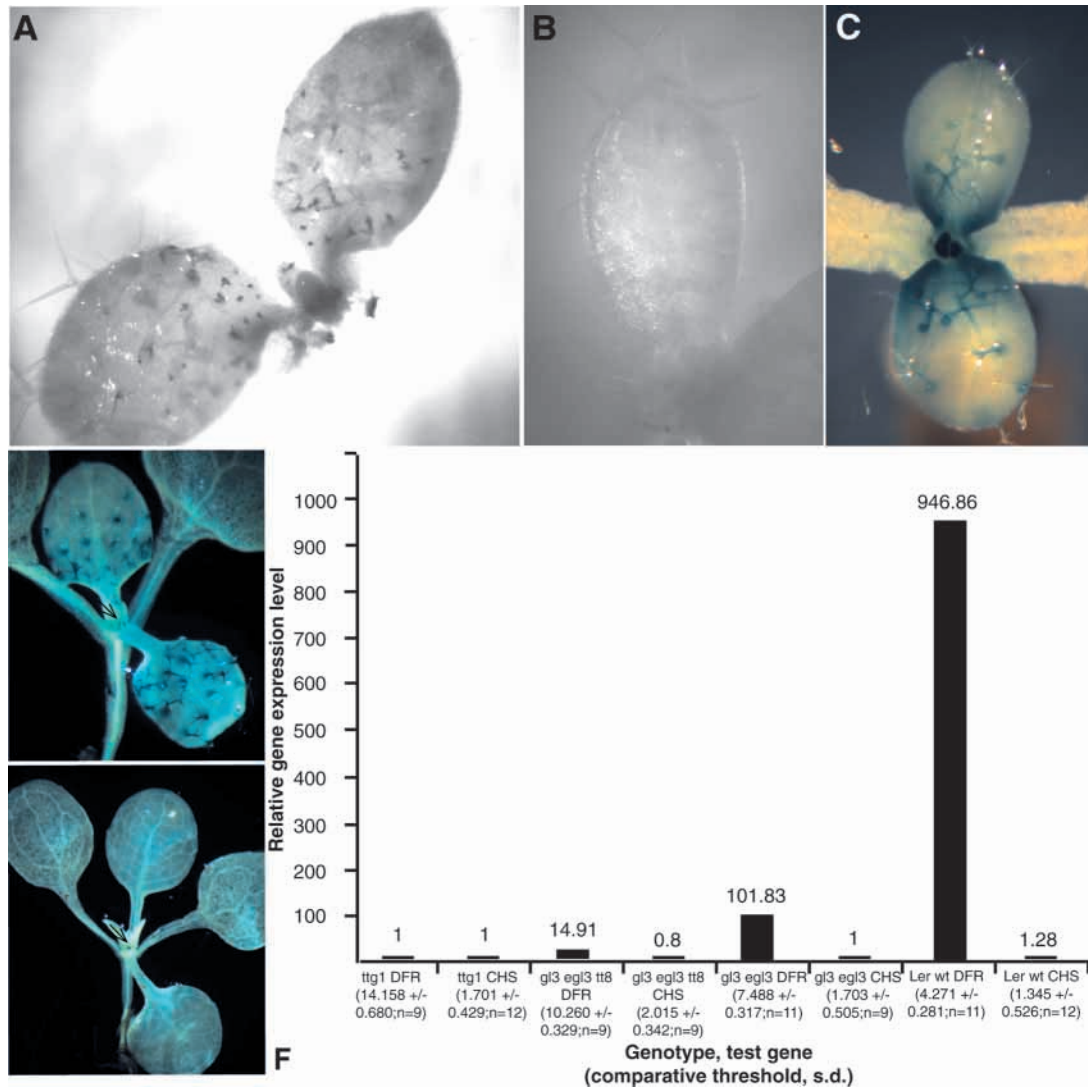 A
B
C
Relative gene expression level
1000
900
800
700
600
500
400
300
200
100
1
1
14.91
0.8
101.83
1
946.86
1.28
ttg1 DFR
(14.158 +/-
0.680;n=9)
ttg1 CHS
(1.701 +/-
0.429;n=12)
gl3 egl3 tt8
DFR
(10.260 +/-
0.329;n=9)
gl3 egl3 tt8
CHS
(2.015 +/-
0.342;n=9)
gl3 egl3 DFR
(7.488 +/-
0.317;n=11)
gl3 egl3 CHS
(1.703 +/-
0.505;n=9)
Ler wt DFR
(4.271 +/-
0.281;n=11)
Ler wt CHS
(1.345 +/-
0.526;n=12)
F
Genotype, test gene
(comparative threshold, s.d.)